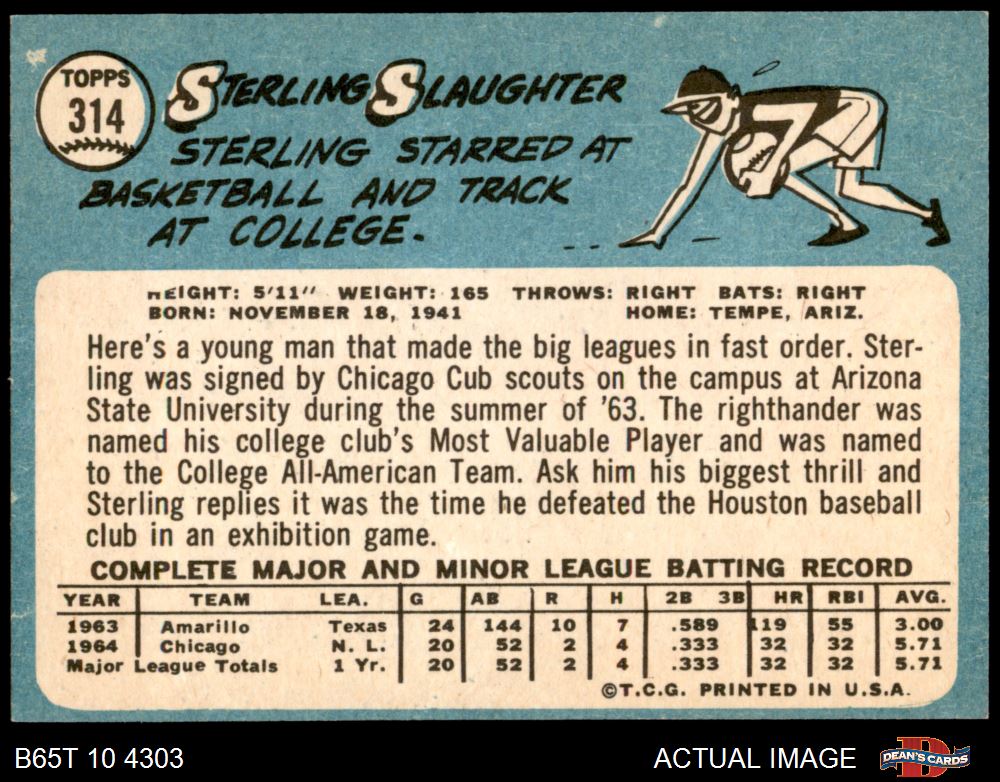 TOPPS
314
STERLING SLAUGHTER
STERLING STARRED AT
BASKETBALL AND TRACK
AT COLLEGE.
7
HEIGHT: 5'11" WEIGHT: 165 THROWS: RIGHT BATS: RIGHT
BORN: NOVEMBER 18, 1941 HOME: TEMPE, ARIZ.
Here's a young man that made the big leagues in fast order. Ster-
ling was signed by Chicago Cub scouts on the campus at Arizona
State University during the summer of '63. The righthander was
named his college club's Most Valuable Player and was named
to the College All-American Team. Ask him his biggest thrill and
Sterling replies it was the time he defeated the Houston baseball
club in an exhibition game.
COMPLETE MAJOR AND MINOR LEAGUE BATTING RECORD
YEAR TEAM LEA. G AB R H 2B 3B HR RBI AVG.
1963 Amarillo Texas 24 144 10 7 .589 119 55 3.00
1964 Chicago N. L. 20 52 2 4 .333 32 32 5.71
Major League Totals 1 Yr. 20 52 2 4 .333 32 32 5.71
©T.C.G. PRINTED IN U.S.A.
B65T 10 4303 ACTUAL IMAGE DEAN'S CARDS